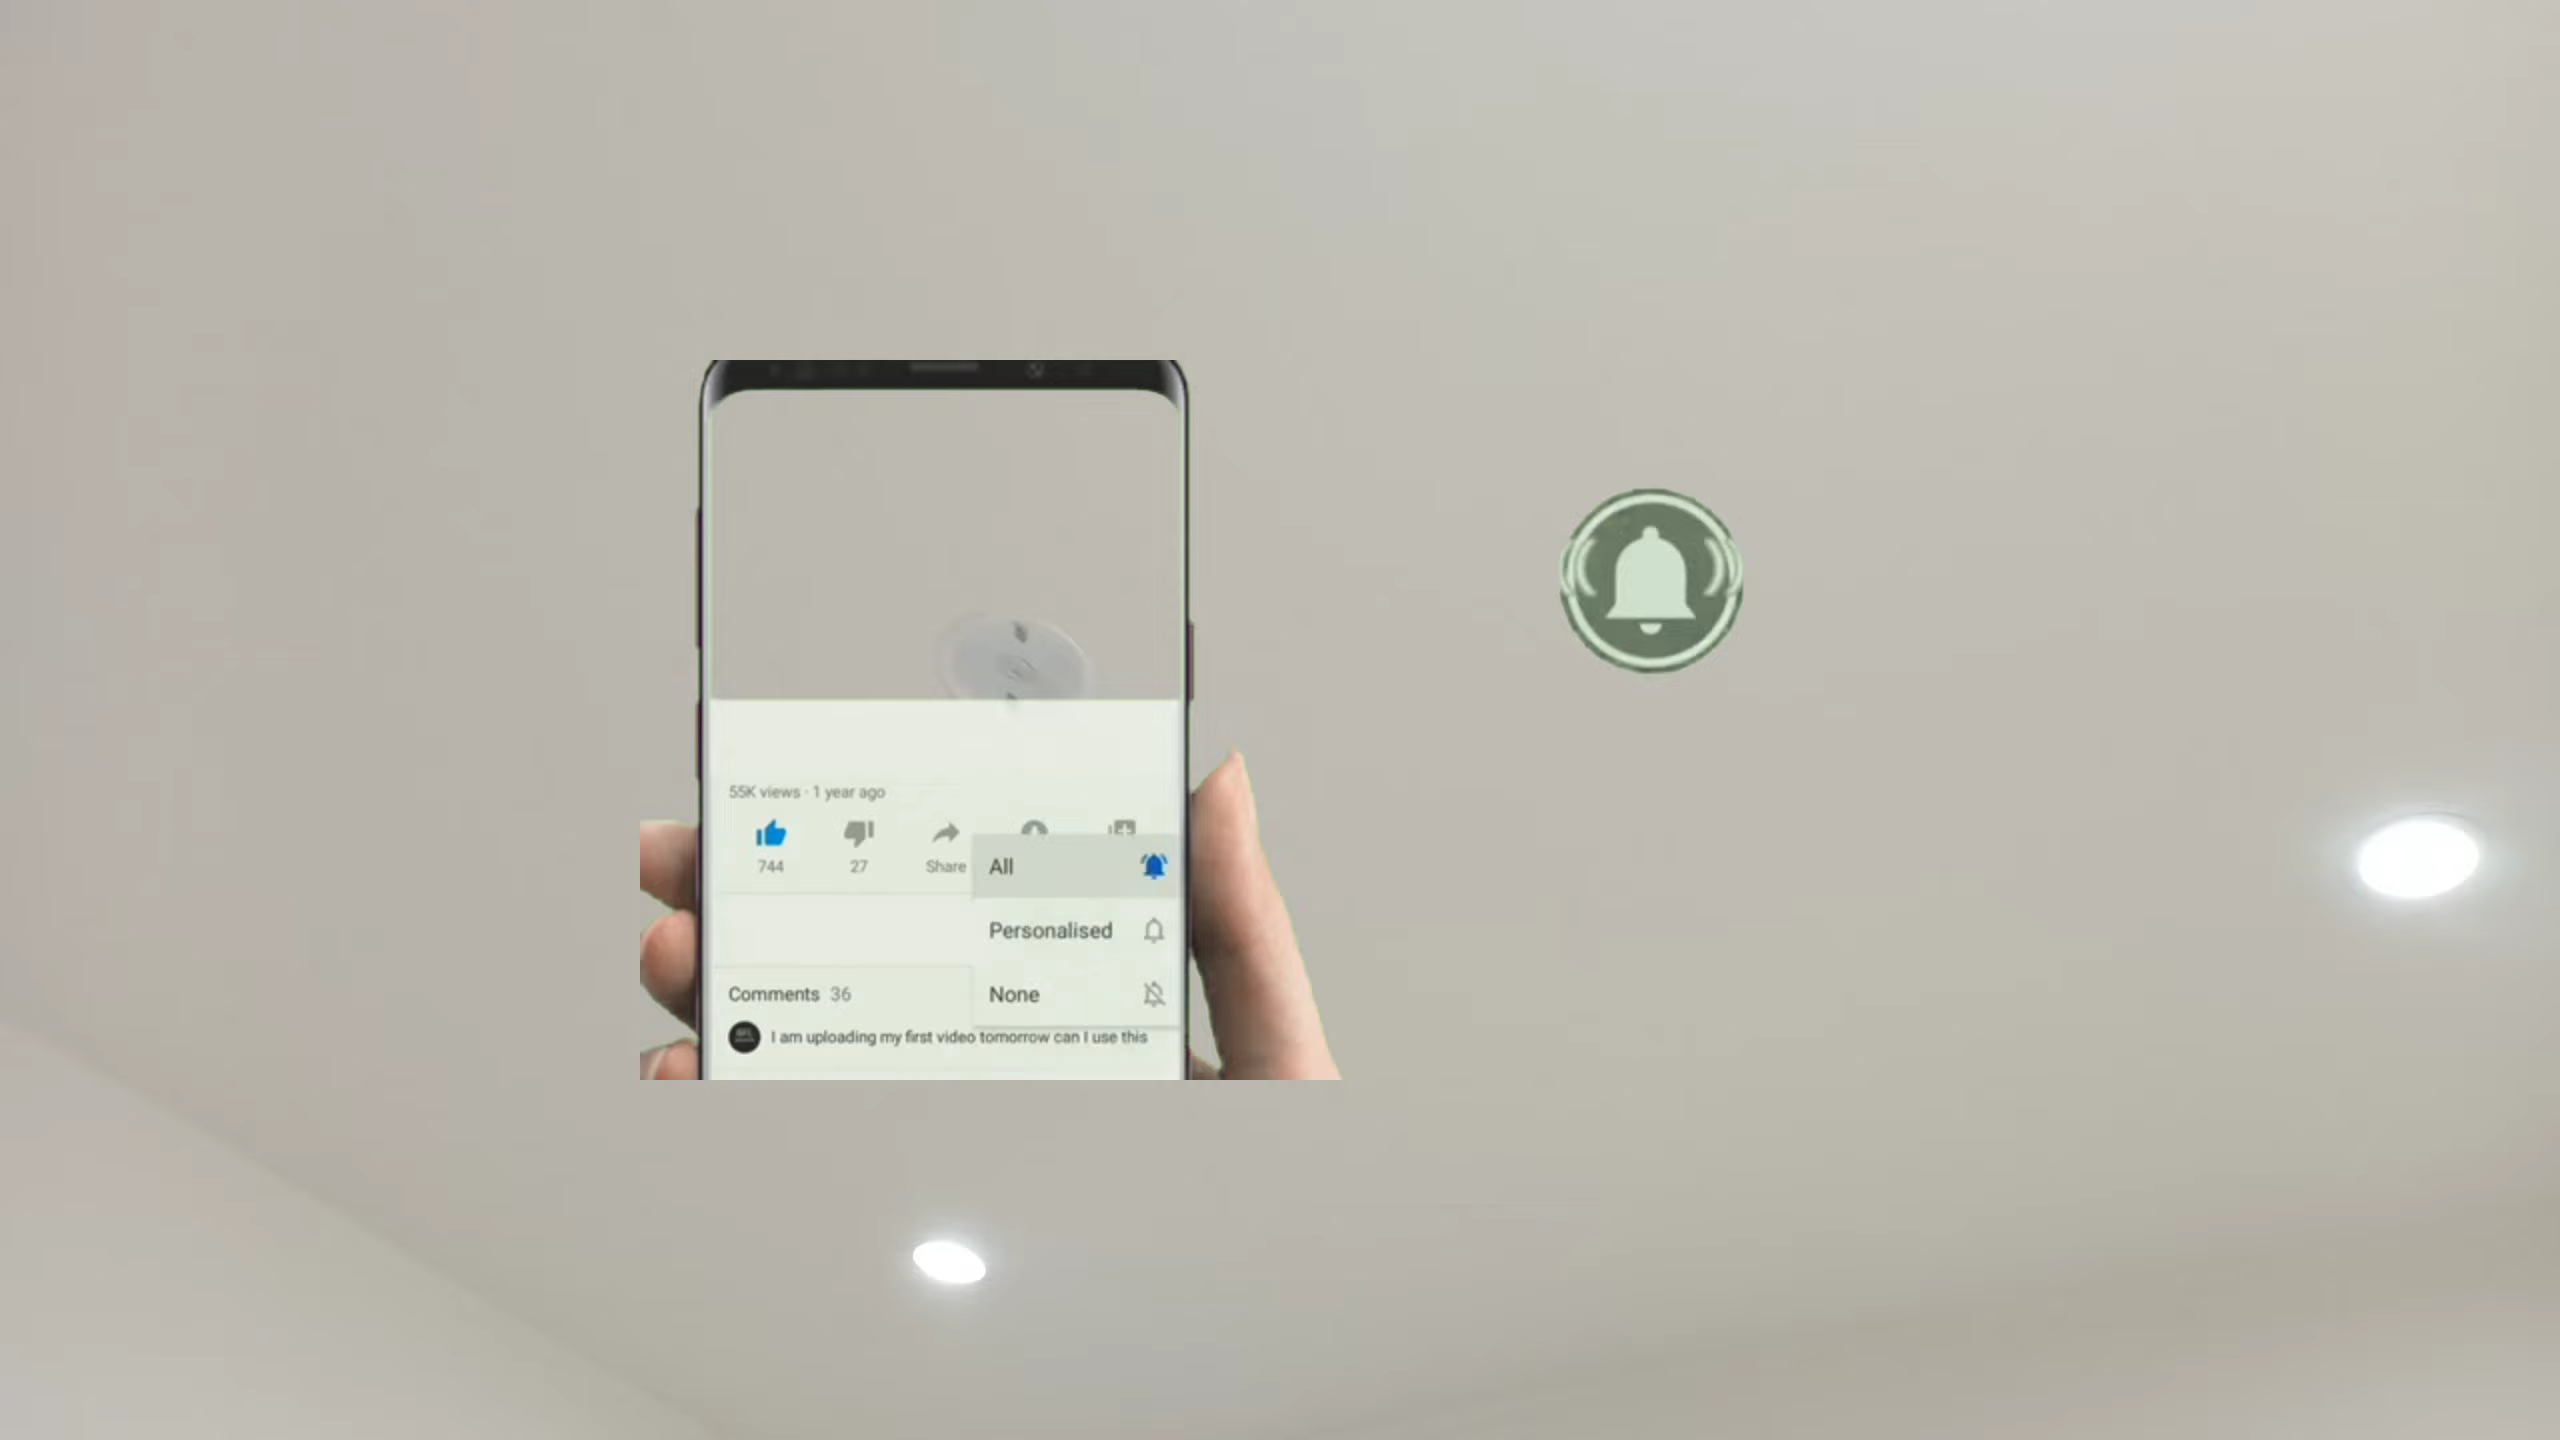 55K views · 1 year ago
744 27 Share
All
Personalised
Comments 36
None
I am uploading my first video tomorrow can I use this